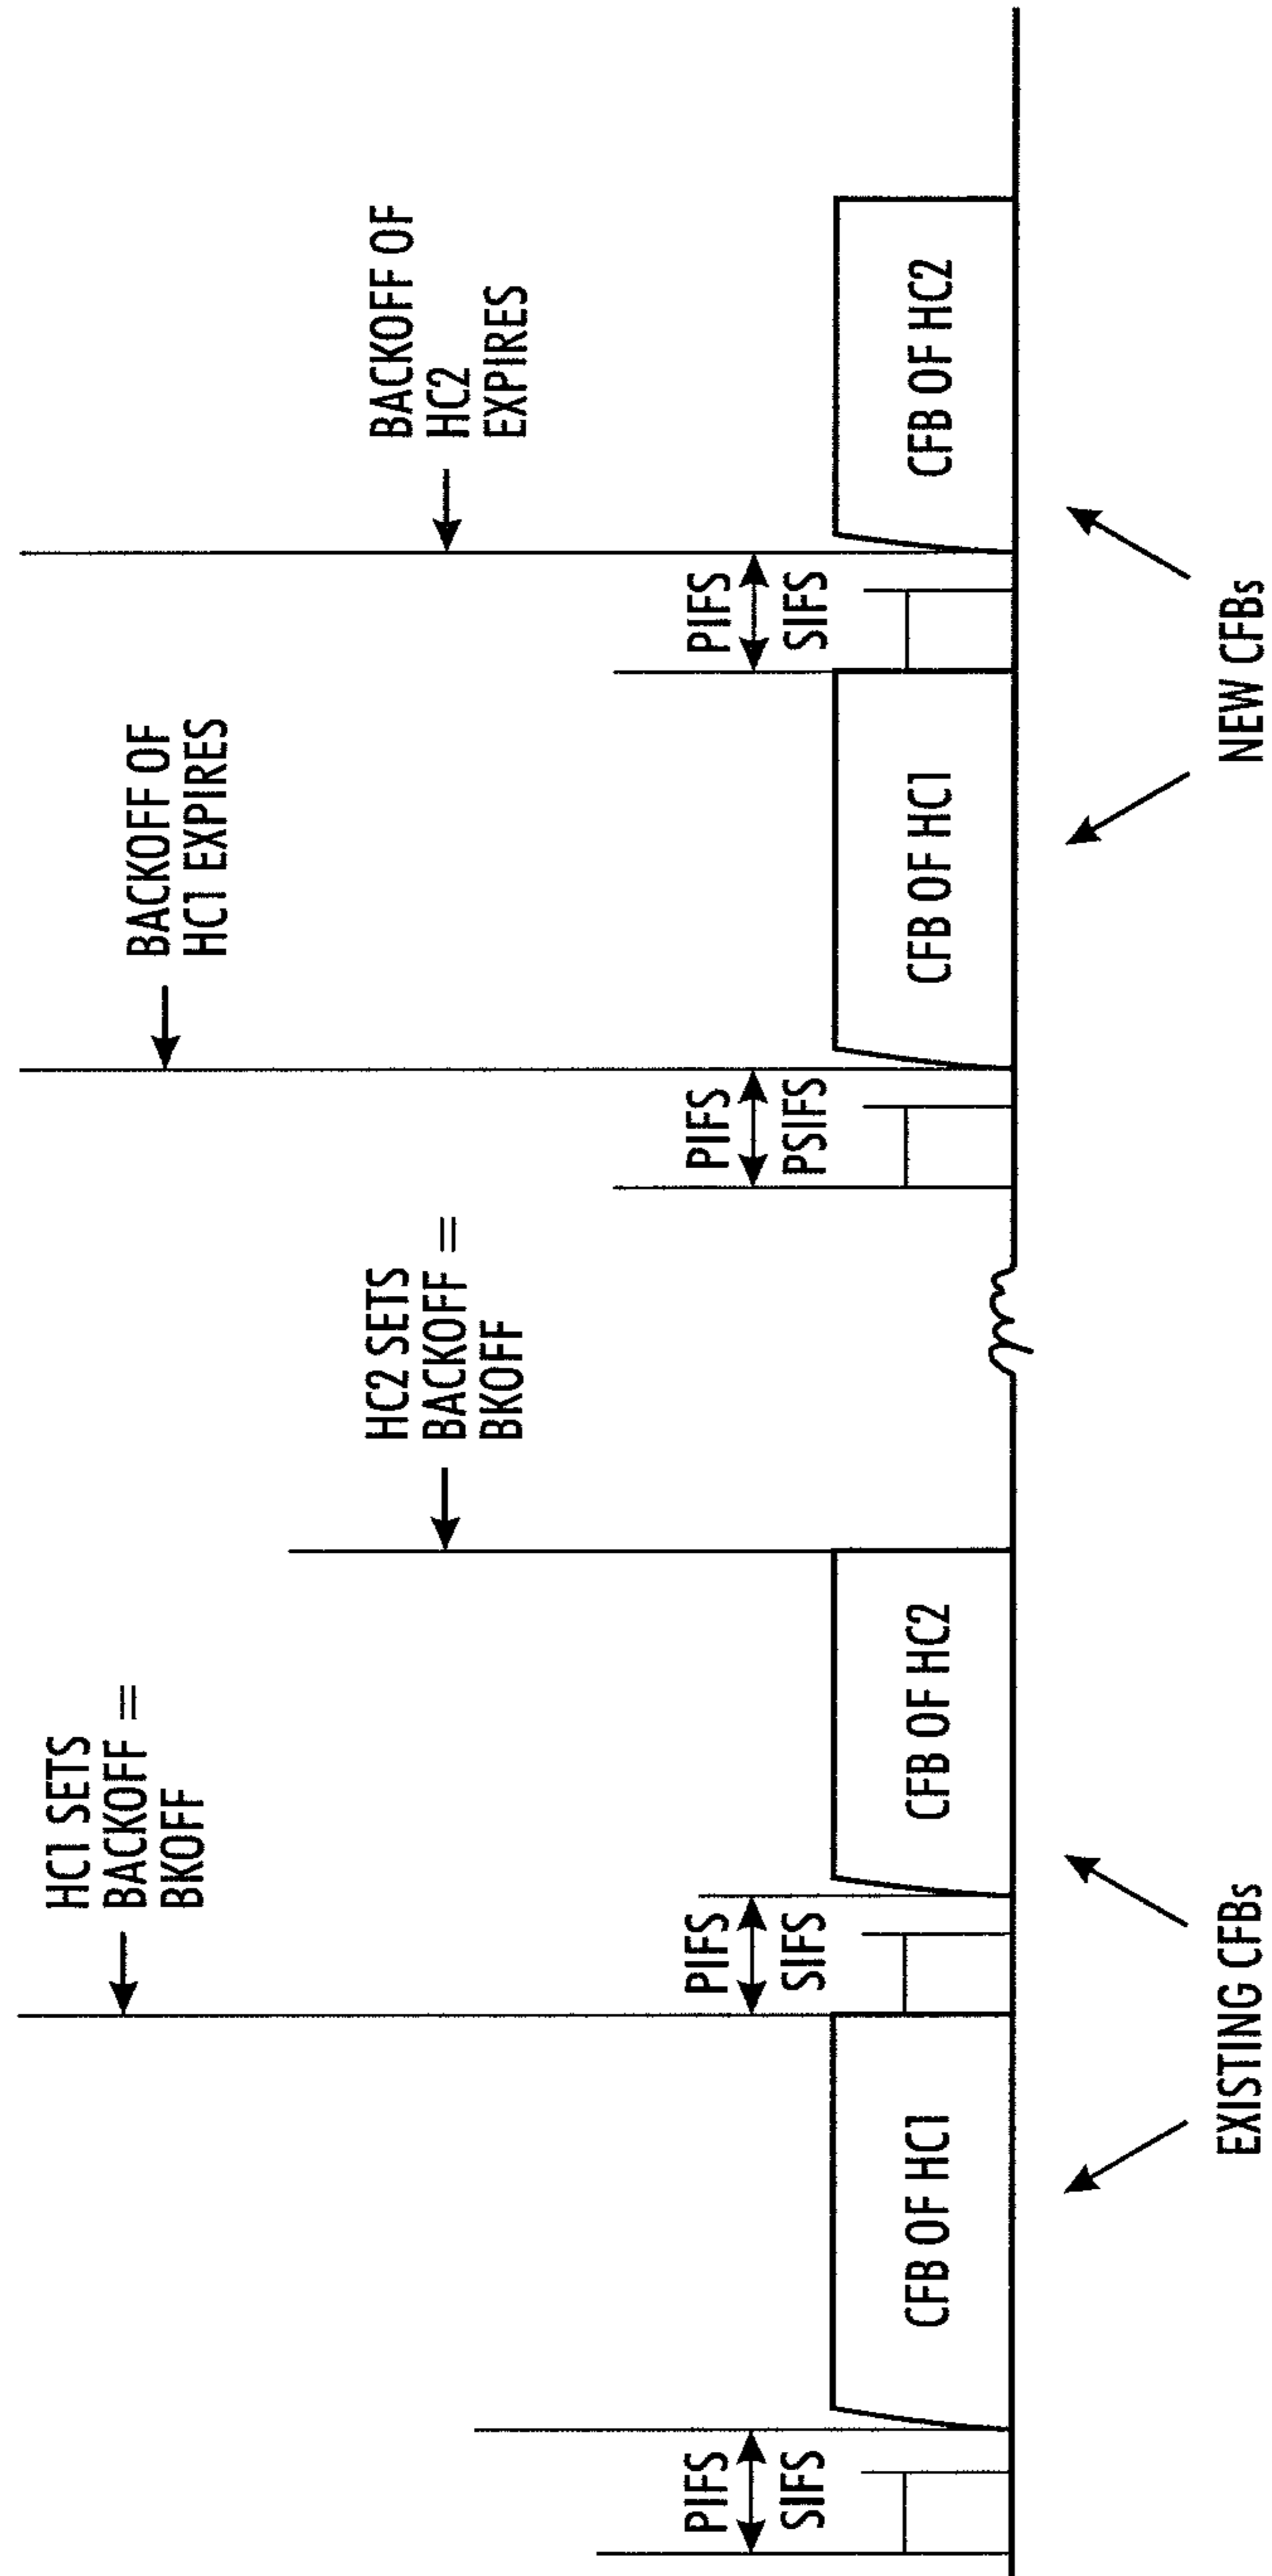 HC1 SETS
BACKOFF =
BKOFF
HC2 SETS
BACKOFF =
BKOFF
BACKOFF OF
HC1 EXPIRES
BACKOFF OF
HC2
EXPIRES
PIFS
SIFS
PIFS
SIFS
PIFS
PSIFS
PIFS
SIFS
CFB OF HC1
CFB OF HC2
CFB OF HC1
CFB OF HC2
EXISTING CFBs
NEW CFBs